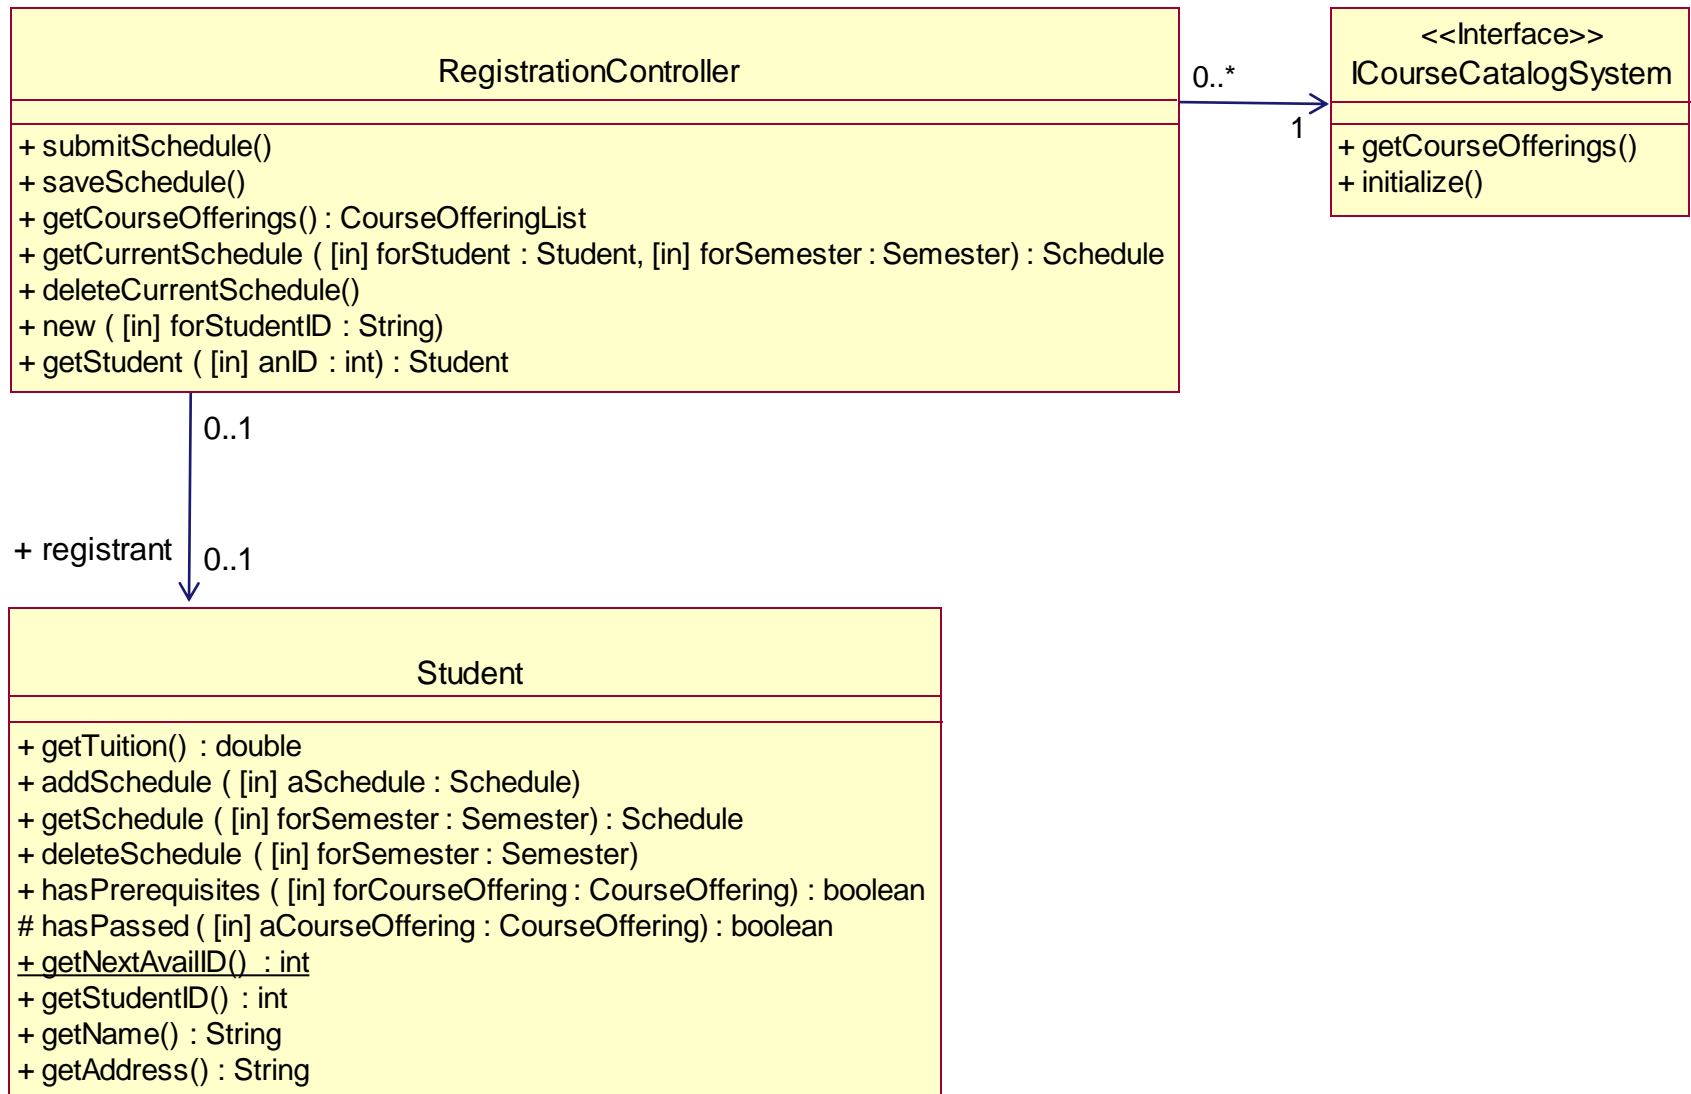 RegistrationController
+ submitSchedule()
+ saveSchedule()
+ getCourseOfferings() : CourseOfferingList
+ getCurrentSchedule ( [in] forStudent : Student, [in] forSemester : Semester) : Schedule
+ deleteCurrentSchedule()
+ new ( [in] forStudentID : String)
+ getStudent ( [in] anID : int) : Student
0..*
1
<<Interface>>
ICourseCatalogSystem
+ getCourseOfferings()
+ initialize()
0..1
+ registrant
0..1
Student
+ getTuition() : double
+ addSchedule ( [in] aSchedule : Schedule)
+ getSchedule ( [in] forSemester : Semester) : Schedule
+ deleteSchedule ( [in] forSemester : Semester)
+ hasPrerequisites ( [in] forCourseOffering : CourseOffering) : boolean
# hasPassed ( [in] aCourseOffering : CourseOffering) : boolean
+ getNextAvailID() : int
+ getStudentID() : int
+ getName() : String
+ getAddress() : String